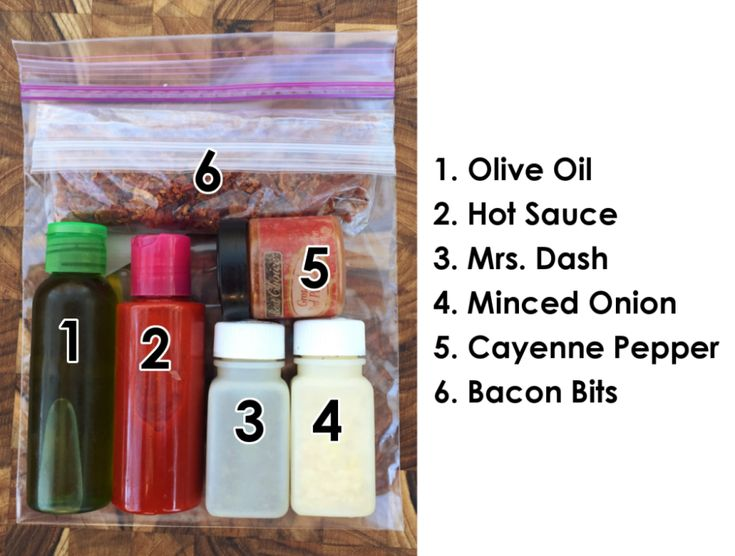 6
5
1
2
3
4
1. Olive Oil
2. Hot Sauce
3. Mrs. Dash
4. Minced Onion
5. Cayenne Pepper
6. Bacon Bits